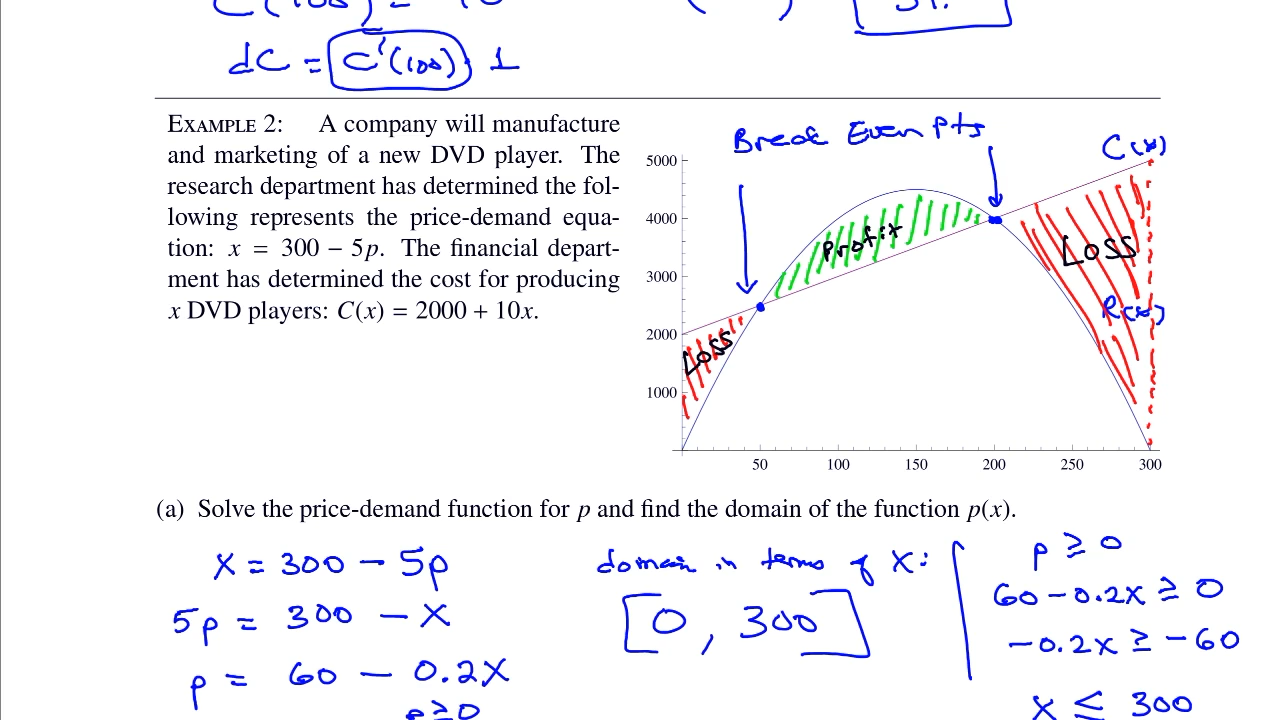 dC = C'(100) · 1
EXAMPLE 2: A company will manufacture
and marketing of a new DVD player. The
research department has determined the fol-
lowing represents the price-demand equa-
tion: x = 300 − 5p. The financial depart-
ment has determined the cost for producing
x DVD players: C(x) = 2000 + 10x.
Break Even Pts
C(x)
5000
4000
3000
2000
1000
Profit
Loss
Loss
R(x)
50 100 150 200 250 300
(a) Solve the price-demand function for p and find the domain of the function p(x).
x = 300 − 5p
5p = 300 − x
p = 60 − 0.2x
p ≥ 0
domain in terms of x:
[0, 300]
p ≥ 0
60 − 0.2x ≥ 0
−0.2x ≥ −60
x ≤ 300